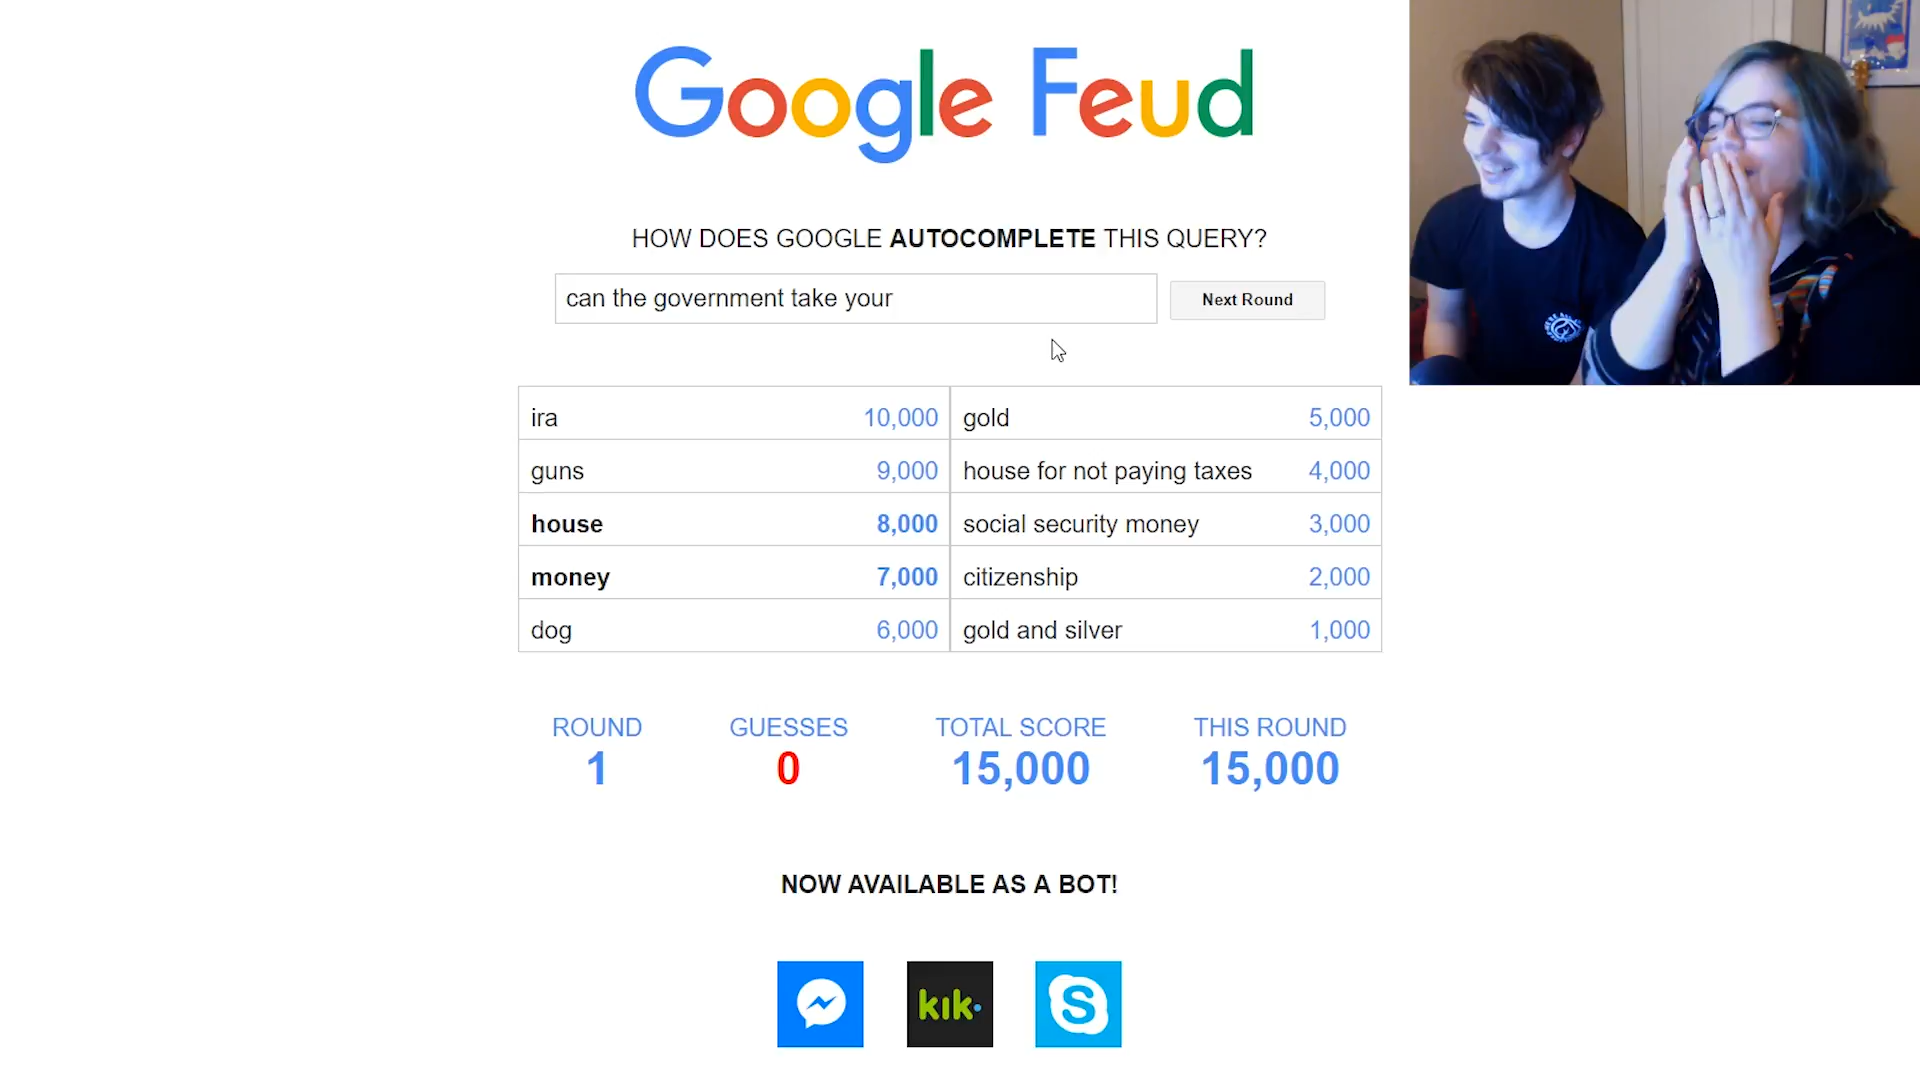 Google Feud
HOW DOES GOOGLE AUTOCOMPLETE THIS QUERY?
can the government take your
Next Round
ira 10,000
gold 5,000
guns 9,000
house for not paying taxes 4,000
house 8,000
social security money 3,000
money 7,000
citizenship 2,000
dog 6,000
gold and silver 1,000
ROUND GUESSES TOTAL SCORE THIS ROUND
1 0 15,000 15,000
NOW AVAILABLE AS A BOT!
kik.
S